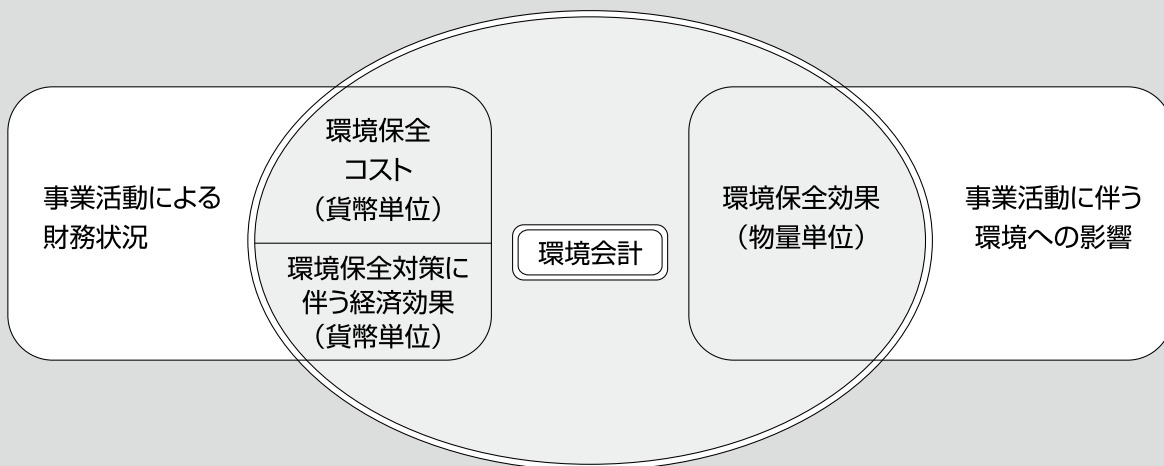 事業活動による
財務状況
環境保全
コスト
（貨幣単位）
環境保全対策に
伴う経済効果
（貨幣単位）
環境会計
環境保全効果
（物量単位）
事業活動に伴う
環境への影響